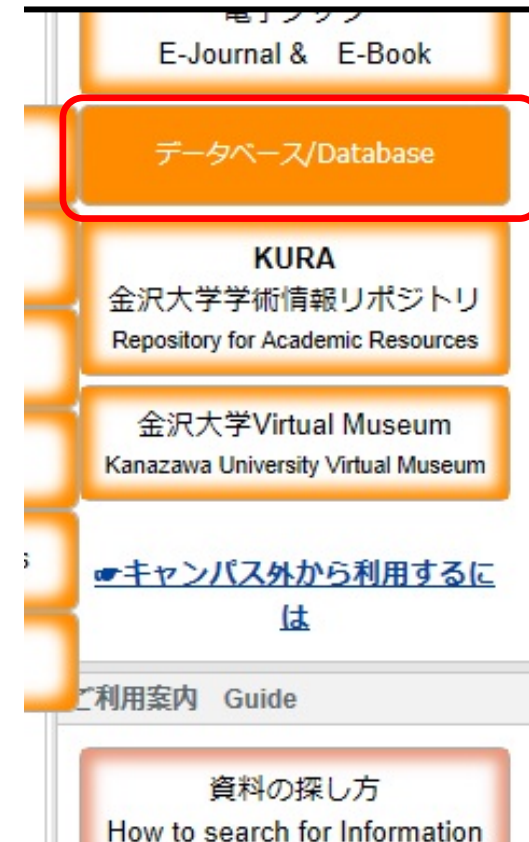 E-Journal &　E-Book
データベース/Database
KURA
金沢大学学術情報リポジトリ
Repository for Academic Resources
金沢大学Virtual Museum
Kanazawa University Virtual Museum
☛キャンパス外から利用するに
は
ご利用案内　Guide
資料の探し方
How to search for Information